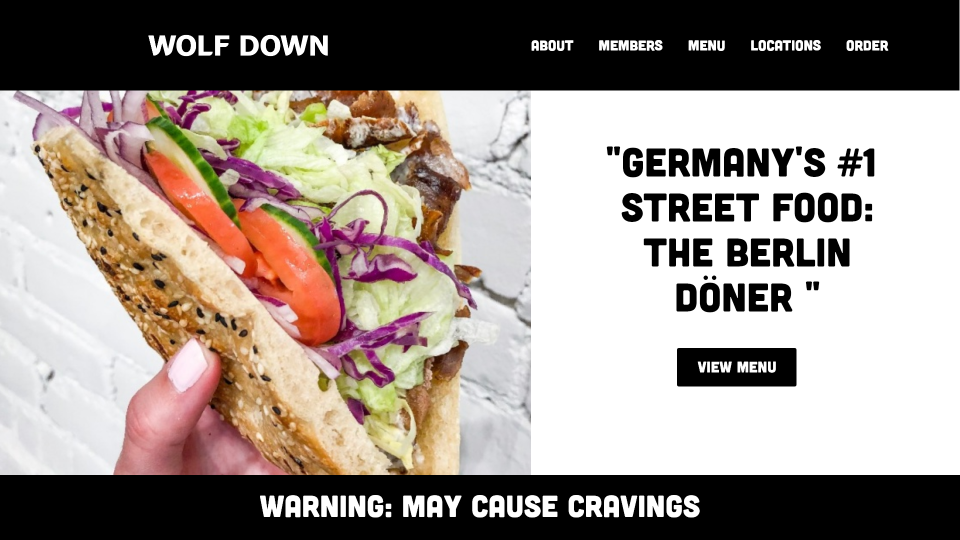 WOLF DOWN
ABOUT MEMBERS MENU LOCATIONS ORDER
"GERMANY'S #1
STREET FOOD:
THE BERLIN
DÖNER "
VIEW MENU
WARNING: MAY CAUSE CRAVINGS